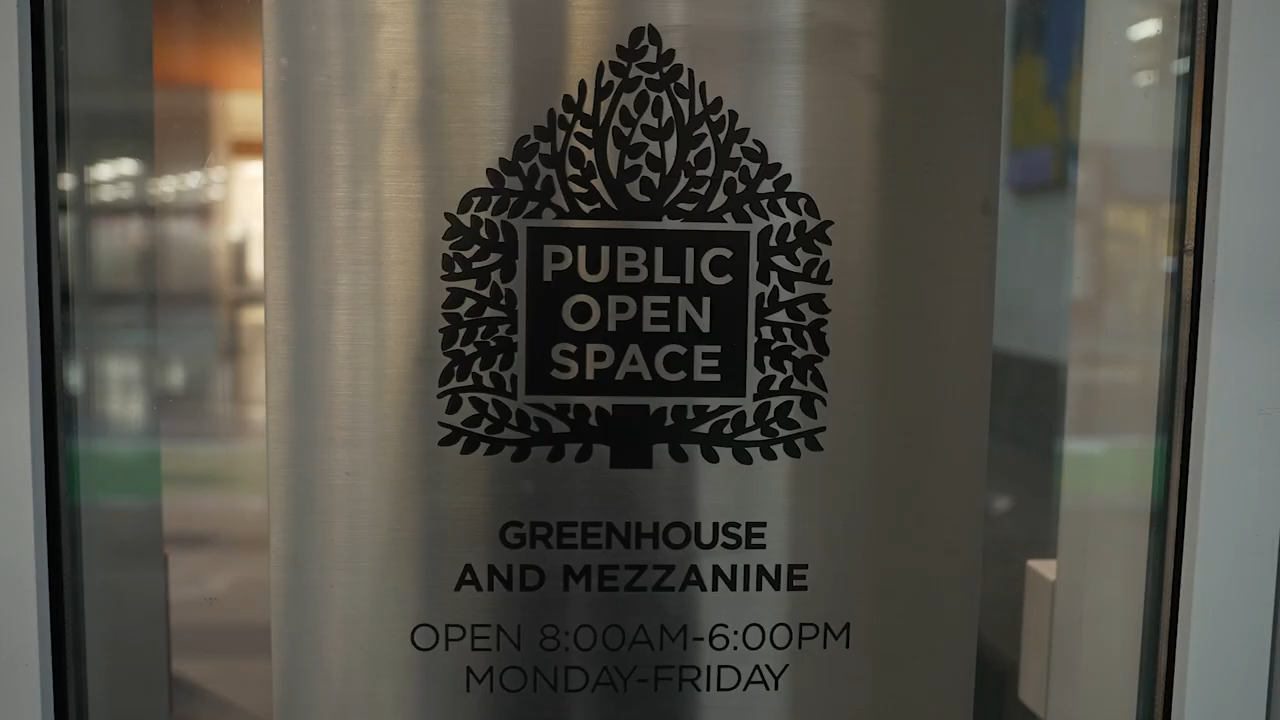 PUBLIC
OPEN
SPACE
GREENHOUSE
AND MEZZANINE
OPEN 8:00AM-6:00PM
MONDAY-FRIDAY